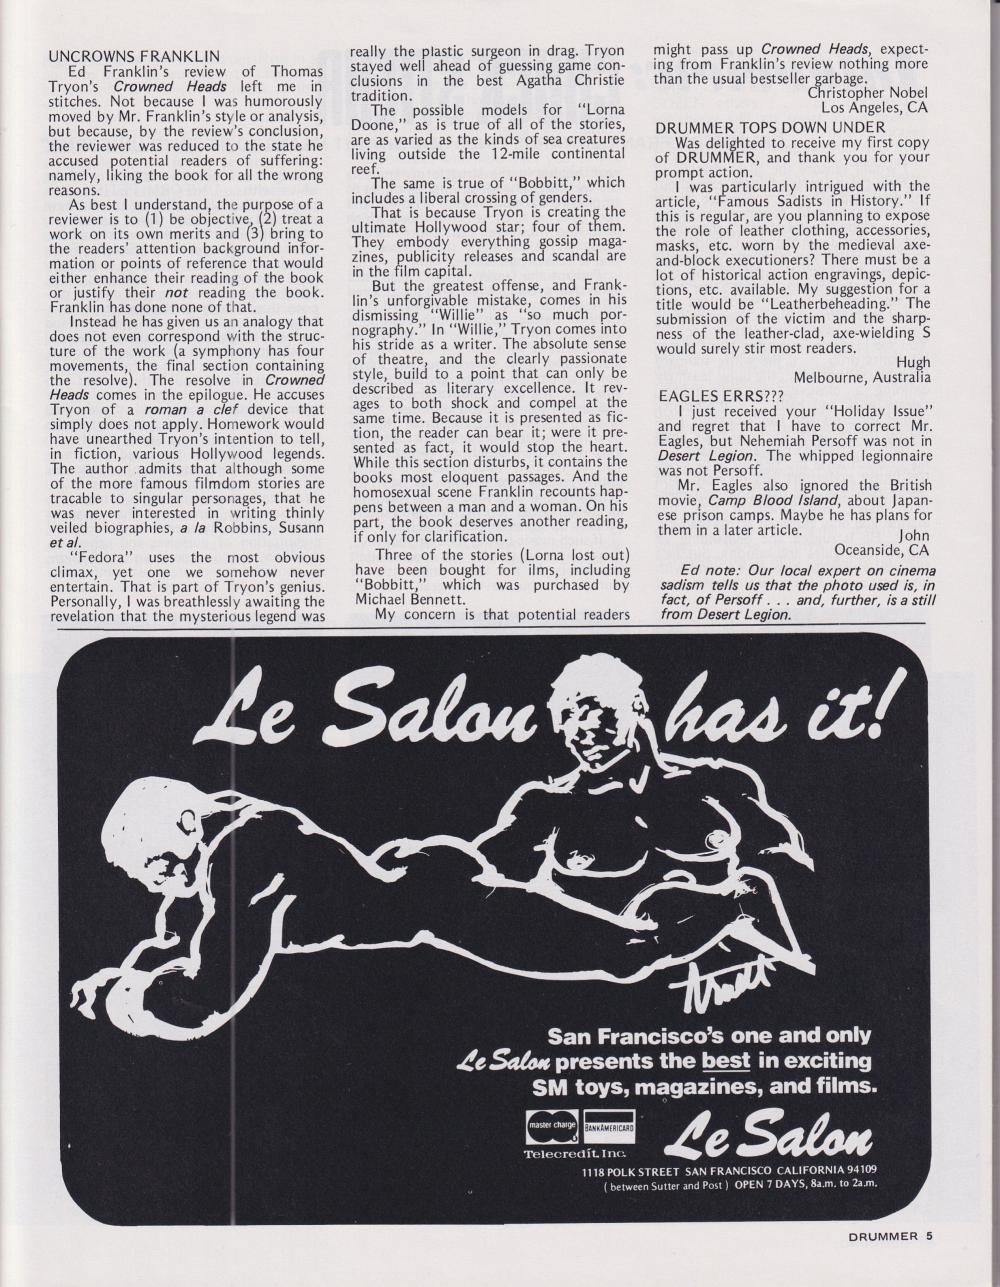 UNCROWNS FRANKLIN
Ed Franklin's review of Thomas
Tryon's Crowned Heads left me in
stitches. Not because I was humorously
moved by Mr. Franklin's style or analysis,
but because, by the review's conclusion,
the reviewer was reduced to the state he
accused potential readers of suffering:
namely, liking the book for all the wrong
reasons.
As best I understand, the purpose of a
reviewer is to (1) be objective, (2) treat a
work on its own merits and (3) bring to
the readers' attention background infor-
mation or points of reference that would
either enhance their reading of the book
or justify their not reading the book.
Franklin has done none of that.
Instead he has given us an analogy that
does not even correspond with the struc-
ture of the work (a symphony has four
movements, the final section containing
the resolve). The resolve in Crowned
Heads comes in the epilogue. He accuses
Tryon of a roman a clef device that
simply does not apply. Homework would
have unearthed Tryon's intention to tell,
in fiction, various Hollywood legends.
The author admits that although some
of the more famous filmdom stories are
tracable to singular personages, that he
was never interested in writing thinly
veiled biographies, a la Robbins, Susann
et al.
"Fedora" uses the most obvious
climax, yet one we somehow never
entertain. That is part of Tryon's genius.
Personally, I was breathlessly awaiting the
revelation that the mysterious legend was
really the plastic surgeon in drag. Tryon
stayed well ahead of guessing game con-
clusions in the best Agatha Christie
tradition.
The possible models for "Lorna
Doone," as is true of all of the stories,
are as varied as the kinds of sea creatures
living outside the 12-mile continental
reef.
The same is true of "Bobbitt," which
includes a liberal crossing of genders.
That is because Tryon is creating the
ultimate Hollywood star; four of them.
They embody everything gossip maga-
zines, publicity releases and scandal are
in the film capital.
But the greatest offense, and Frank-
lin's unforgivable mistake, comes in his
dismissing "Willie" as "so much por-
nography." In "Willie," Tryon comes into
his stride as a writer. The absolute sense
of theatre, and the clearly passionate
style, build to a point that can only be
described as literary excellence. It rev-
ages to both shock and compel at the
same time. Because it is presented as fic-
tion, the reader can bear it; were it pre-
sented as fact, it would stop the heart.
While this section disturbs, it contains the
books most eloquent passages. And the
homosexual scene Franklin recounts hap-
pens between a man and a woman. On his
part, the book deserves another reading,
if only for clarification.
Three of the stories (Lorna lost out)
have been bought for ilms, including
"Bobbitt," which was purchased by
Michael Bennett.
My concern is that potential readers
might pass up Crowned Heads, expect-
ing from Franklin's review nothing more
than the usual bestseller garbage.
Christopher Nobel
Los Angeles, CA
DRUMMER TOPS DOWN UNDER
Was delighted to receive my first copy
of DRUMMER, and thank you for your
prompt action.
I was particularly intrigued with the
article, "Famous Sadists in History." If
this is regular, are you planning to expose
the role of leather clothing, accessories,
masks, etc. worn by the medieval axe-
and-block executioners? There must be a
lot of historical action engravings, depic-
tions, etc. available. My suggestion for a
title would be "Leatherbeheading." The
submission of the victim and the sharp-
ness of the leather-clad, axe-wielding S
would surely stir most readers.
Hugh
Melbourne, Australia
EAGLES ERRS???
I just received your "Holiday Issue"
and regret that I have to correct Mr.
Eagles, but Nehemiah Persoff was not in
Desert Legion. The whipped legionnaire
was not Persoff.
Mr. Eagles also ignored the British
movie, Camp Blood Island, about Japan-
ese prison camps. Maybe he has plans for
them in a later article.
John
Oceanside, CA
Ed note: Our local expert on cinema
sadism tells us that the photo used is, in
fact, of Persoff . . . and, further, is a still
from Desert Legion.
Le Salon has it!
San Francisco's one and only
Le Salon presents the best in exciting
SM toys, magazines, and films.
master charge BANKAMERICARD
Telecredit, Inc.
Le Salon
1118 POLK STREET SAN FRANCISCO CALIFORNIA 94109
( between Sutter and Post ) OPEN 7 DAYS, 8a.m. to 2a.m.
DRUMMER 5